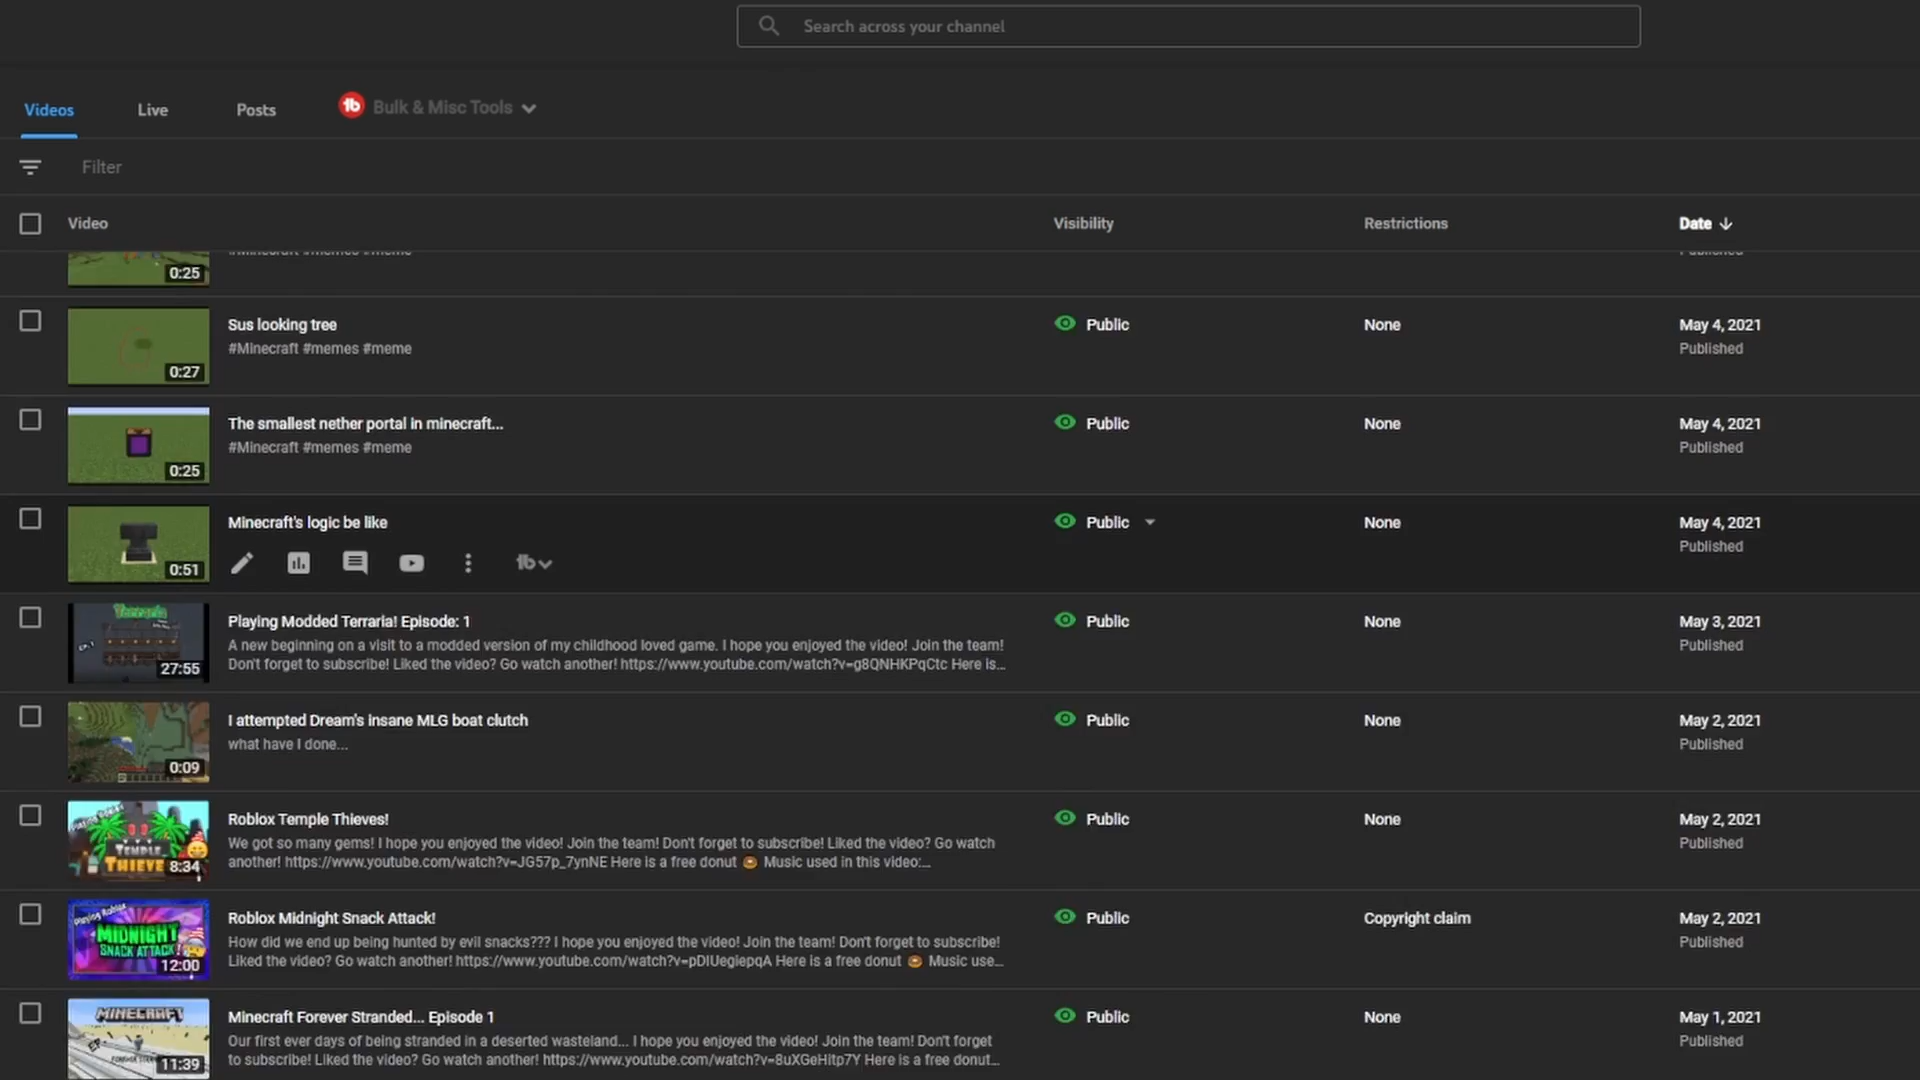 Search across your channel
Videos Live Posts Bulk & Misc Tools
Filter
Video Visibility Restrictions Date
0:25 #Minecraft #memes #meme Published
Sus looking tree Public None May 4, 2021
#Minecraft #memes #meme Published
0:27
The smallest nether portal in minecraft... Public None May 4, 2021
#Minecraft #memes #meme Published
0:25
Minecraft's logic be like Public None May 4, 2021
Published
0:51
Playing Modded Terraria! Episode: 1 Public None May 3, 2021
A new beginning on a visit to a modded version of my childhood loved game. I hope you enjoyed the video! Join the team! Published
Don't forget to subscribe! Liked the video? Go watch another! https://www.youtube.com/watch?v=g8QNHKPqCtc Here is...
Terraria
27:55
I attempted Dream's insane MLG boat clutch Public None May 2, 2021
what have I done... Published
0:09
Roblox Temple Thieves! Public None May 2, 2021
We got so many gems! I hope you enjoyed the video! Join the team! Don't forget to subscribe! Liked the video? Go watch Published
another! https://www.youtube.com/watch?v=JG57p_7ynNE Here is a free donut 🍩 Music used in this video:...
TEMPLE
THIEVE 8:34
Roblox Midnight Snack Attack! Public Copyright claim May 2, 2021
How did we end up being hunted by evil snacks??? I hope you enjoyed the video! Join the team! Don't forget to subscribe! Published
Liked the video? Go watch another! https://www.youtube.com/watch?v=pDIUegiepqA Here is a free donut 🍩 Music use...
Playing Roblox
MIDNIGHT
SNACK ATTACK!
12:00
Minecraft Forever Stranded... Episode 1 Public None May 1, 2021
Our first ever days of being stranded in a deserted wasteland... I hope you enjoyed the video! Join the team! Don't forget Published
to subscribe! Liked the video? Go watch another! https://www.youtube.com/watch?v=8uXGeHitp7Y Here is a free donut...
MINECRAFT
11:39